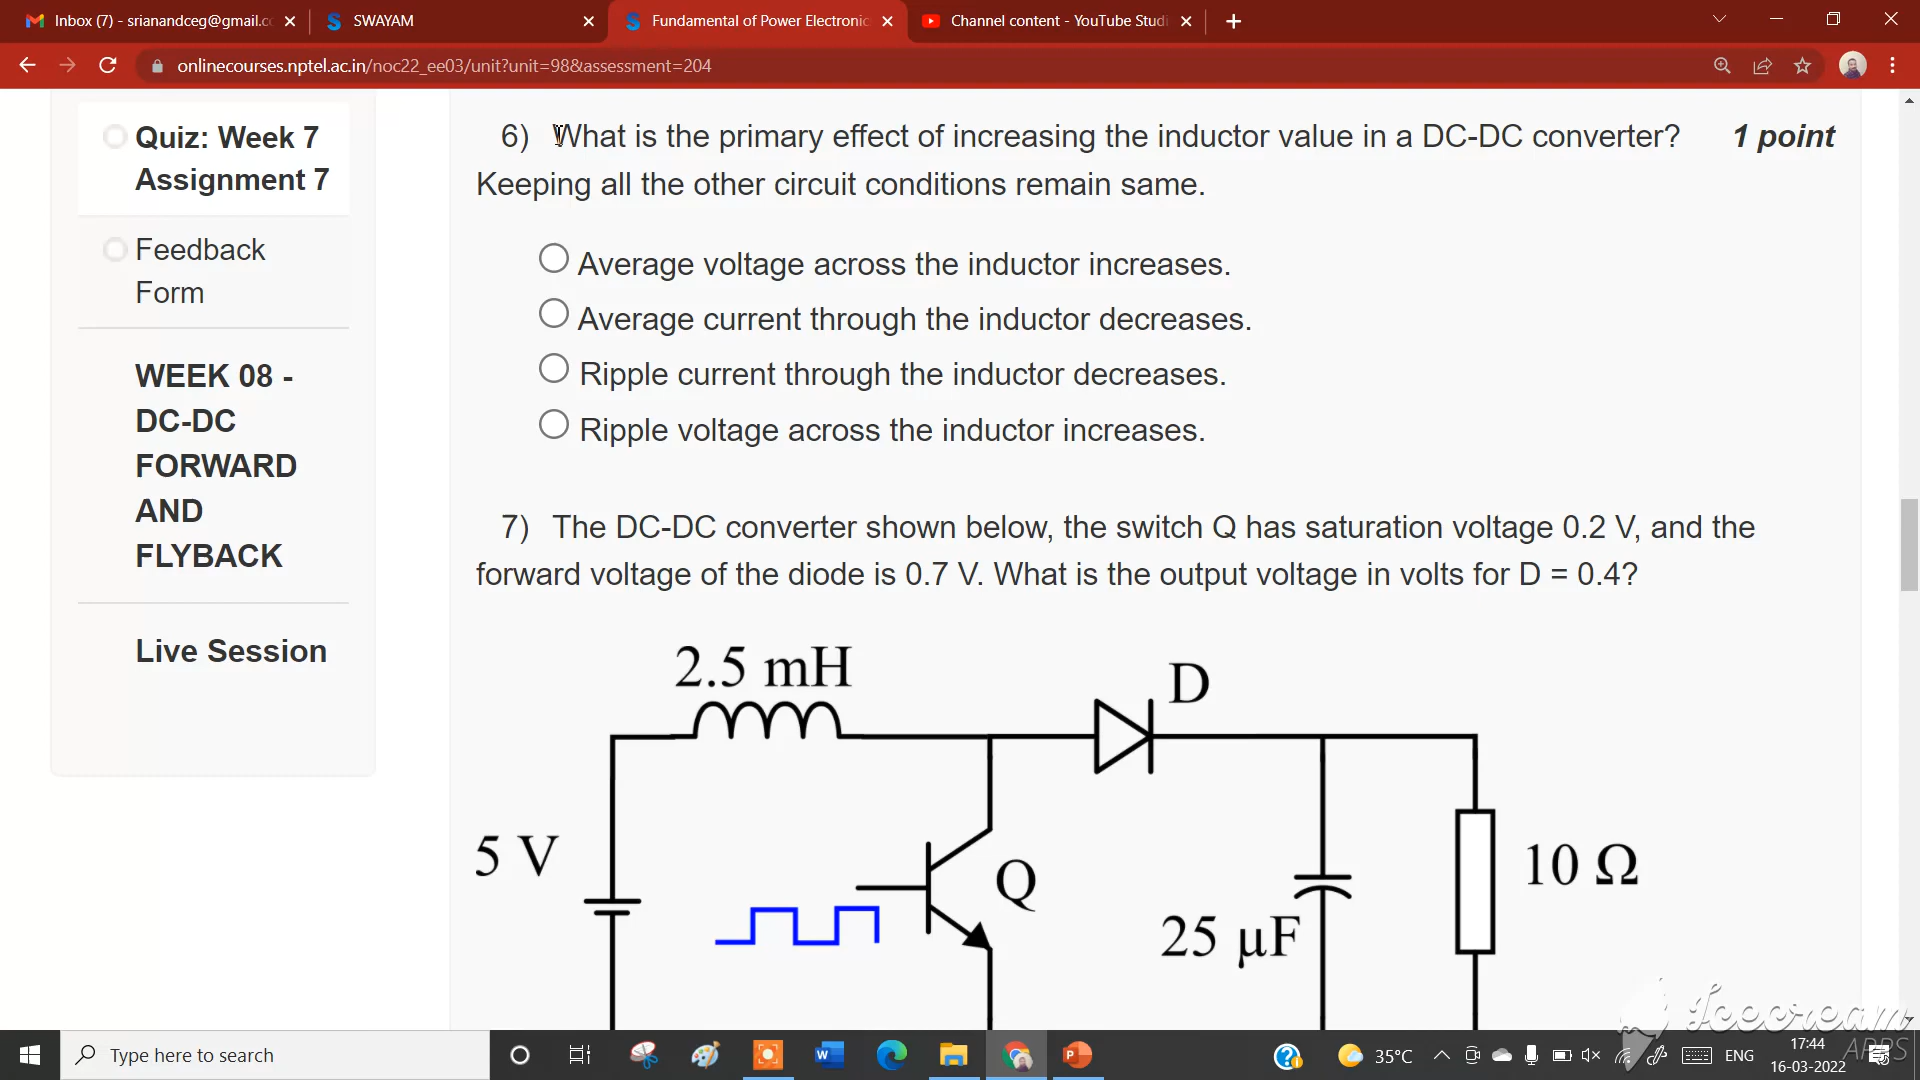 Inbox (7) - srianandceg@gmail.co
SWAYAM
Fundamental of Power Electronic
Channel content - YouTube Studi
onlinecourses.nptel.ac.in/noc22_ee03/unit?unit=98&assessment=204
Quiz: Week 7
Assignment 7
Feedback
Form
WEEK 08 -
DC-DC
FORWARD
AND
FLYBACK
Live Session
6) What is the primary effect of increasing the inductor value in a DC-DC converter? 1 point
Keeping all the other circuit conditions remain same.
Average voltage across the inductor increases.
Average current through the inductor decreases.
Ripple current through the inductor decreases.
Ripple voltage across the inductor increases.
7) The DC-DC converter shown below, the switch Q has saturation voltage 0.2 V, and the
forward voltage of the diode is 0.7 V. What is the output voltage in volts for D = 0.4?
2.5 mH
D
5 V
Q
10 Ω
25 µF
Icecream
APPS
Type here to search
35°C
ENG
17:44
16-03-2022